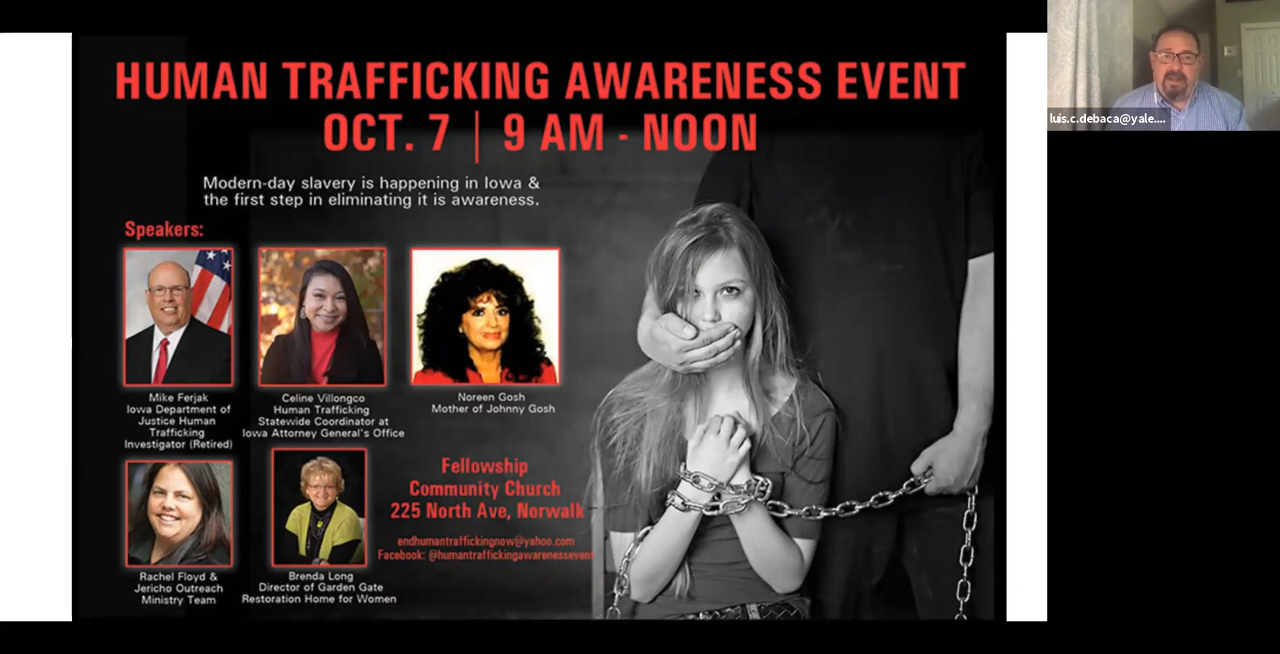 HUMAN TRAFFICKING AWARENESS EVENT
OCT. 7 | 9 AM - NOON
Modern-day slavery is happening in Iowa &
the first step in eliminating it is awareness.
Speakers:
Mike Ferjak
Iowa Department of
Justice Human
Trafficking
Investigator (Retired)
Celine Villongco
Human Trafficking
Statewide Coordinator at
Iowa Attorney General's Office
Noreen Gosh
Mother of Johnny Gosh
Rachel Floyd &
Jericho Outreach
Ministry Team
Brenda Long
Director of Garden Gate
Restoration Home for Women
Fellowship
Community Church
225 North Ave, Norwalk
endhumantraffickingnow@yahoo.com
Facebook: @humantraffickingawarenessevent
luis.c.debaca@yale....